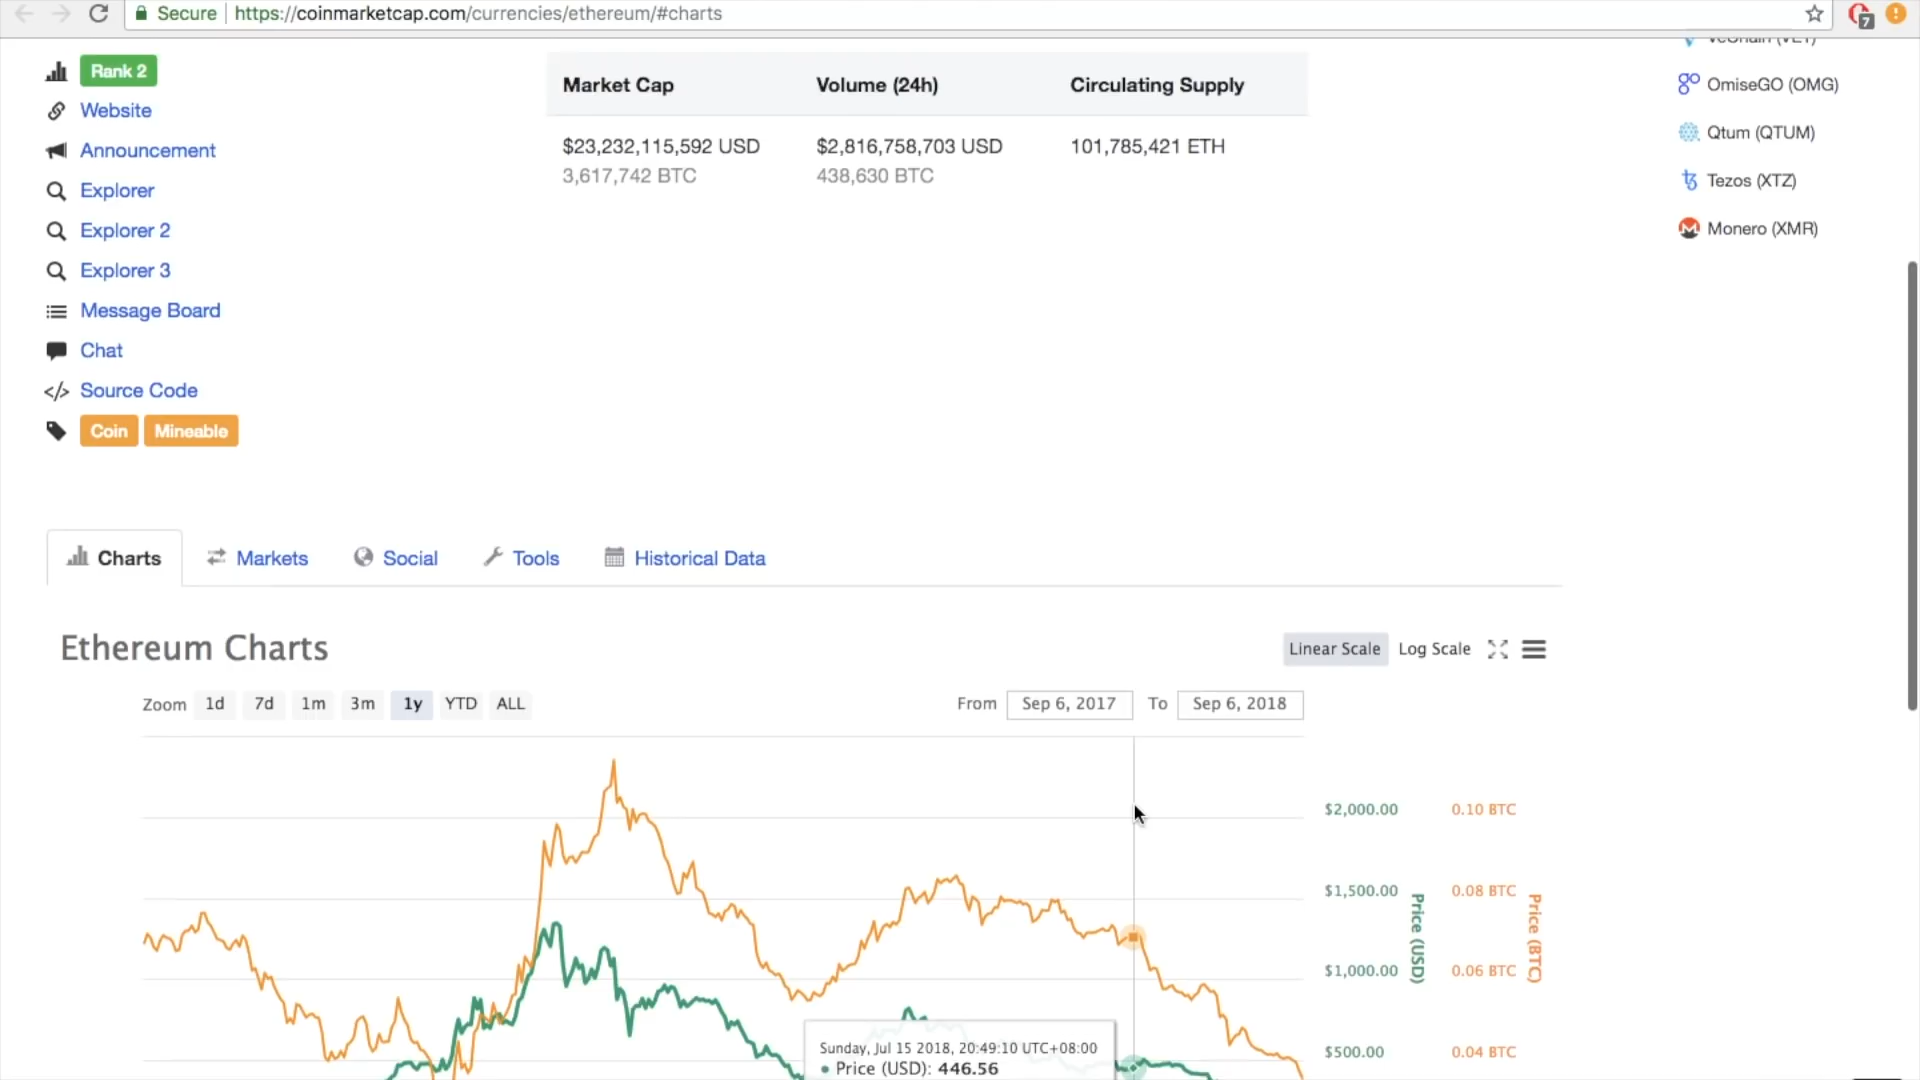 Secure https://coinmarketcap.com/currencies/ethereum/#charts
7
Rank 2
Website
Announcement
Explorer
Explorer 2
Explorer 3
Message Board
Chat
Source Code
Coin Mineable
Market Cap Volume (24h) Circulating Supply
$23,232,115,592 USD $2,816,758,703 USD 101,785,421 ETH
3,617,742 BTC 438,630 BTC
VeChain (VET)
OmiseGO (OMG)
Qtum (QTUM)
Tezos (XTZ)
Monero (XMR)
Charts Markets Social Tools Historical Data
Ethereum Charts
Linear Scale Log Scale
Zoom 1d 7d 1m 3m 1y YTD ALL
From Sep 6, 2017 To Sep 6, 2018
$2,000.00 0.10 BTC
$1,500.00 0.08 BTC
$1,000.00 0.06 BTC
$500.00 0.04 BTC
Price (USD)
Price (BTC)
Sunday, Jul 15 2018, 20:49:10 UTC+08:00
Price (USD): 446.56